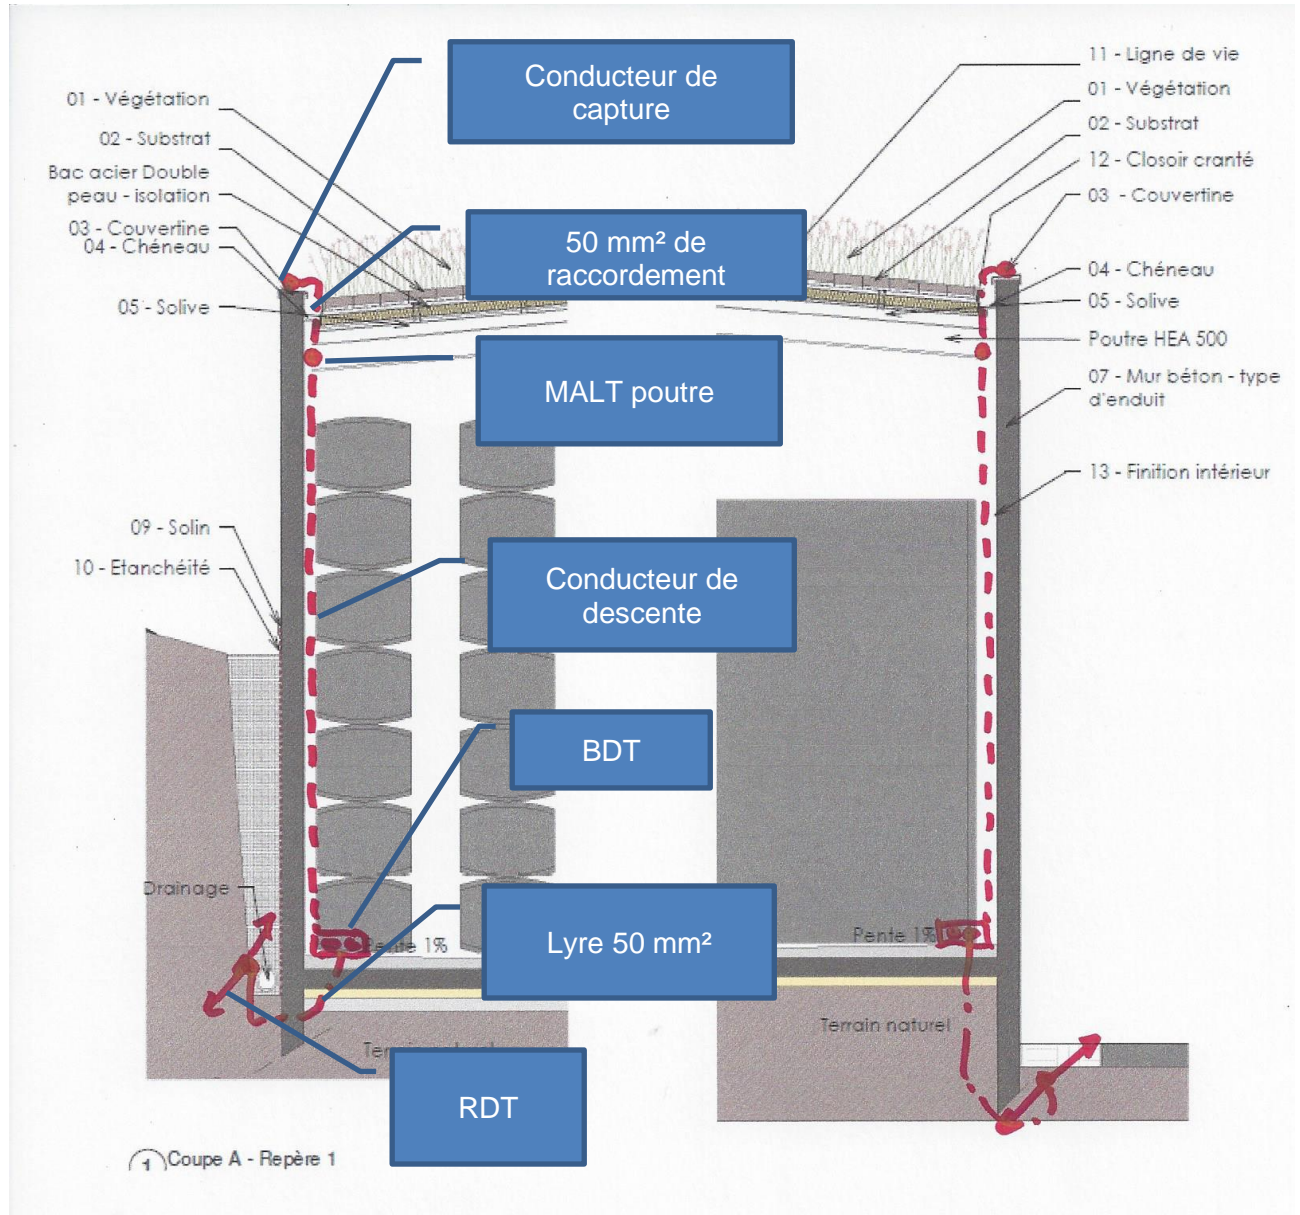 Conducteur de
capture
11 - Ligne de vie
01 - Végétation
02 - Substrat
12 - Closoir cranté
03 - Couvertine
01 - Végétation
02 - Substrat
Bac acier Double
peau - isolation
03 - Couvertine
04 - Chéneau
05 - Solive
50 mm² de
raccordement
04 - Chéneau
05 - Solive
Poutre HEA 500
07 - Mur béton - type
d'enduit
MALT poutre
13 - Finition intérieur
09 - Solin
10 - Etanchéité
Conducteur de
descente
BDT
Drainage
Pente 1%
Lyre 50 mm²
Pente 1%
Terrain naturel
RDT
1 Coupe A - Repère 1